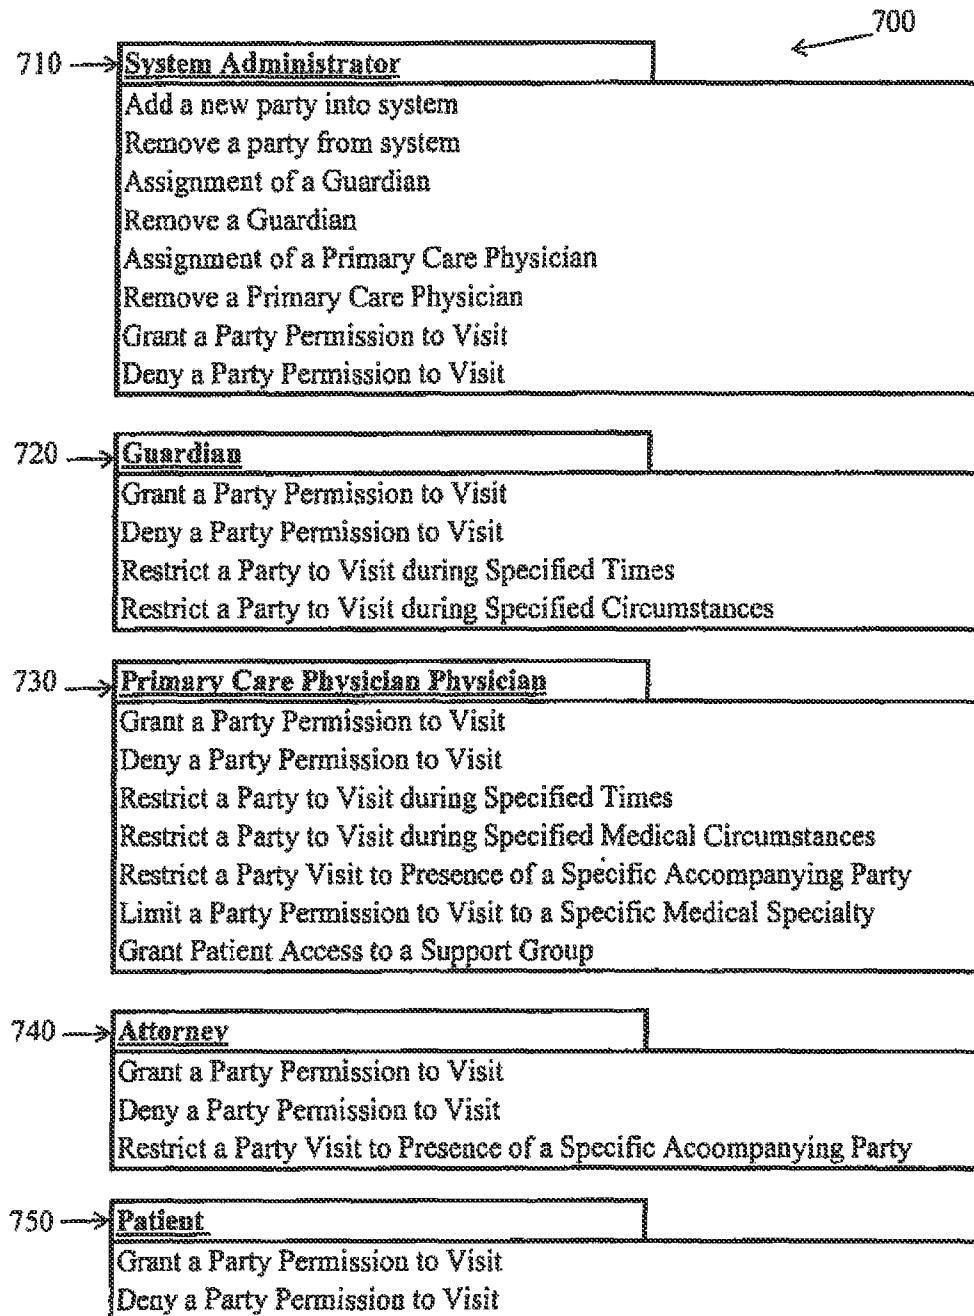 700
710 System Administrator
Add a new party into system
Remove a party from system
Assignment of a Guardian
Remove a Guardian
Assignment of a Primary Care Physician
Remove a Primary Care Physician
Grant a Party Permission to Visit
Deny a Party Permission to Visit
720 Guardian
Grant a Party Permission to Visit
Deny a Party Permission to Visit
Restrict a Party to Visit during Specified Times
Restrict a Party to Visit during Specified Circumstances
730 Primary Care Physician Physician
Grant a Party Permission to Visit
Deny a Party Permission to Visit
Restrict a Party to Visit during Specified Times
Restrict a Party to Visit during Specified Medical Circumstances
Restrict a Party Visit to Presence of a Specific Accompanying Party
Limit a Party Permission to Visit to a Specific Medical Specialty
Grant Patient Access to a Support Group
740 Attorney
Grant a Party Permission to Visit
Deny a Party Permission to Visit
Restrict a Party Visit to Presence of a Specific Acoompanying Party
750 Patient
Grant a Party Permission to Visit
Deny a Party Permission to Visit